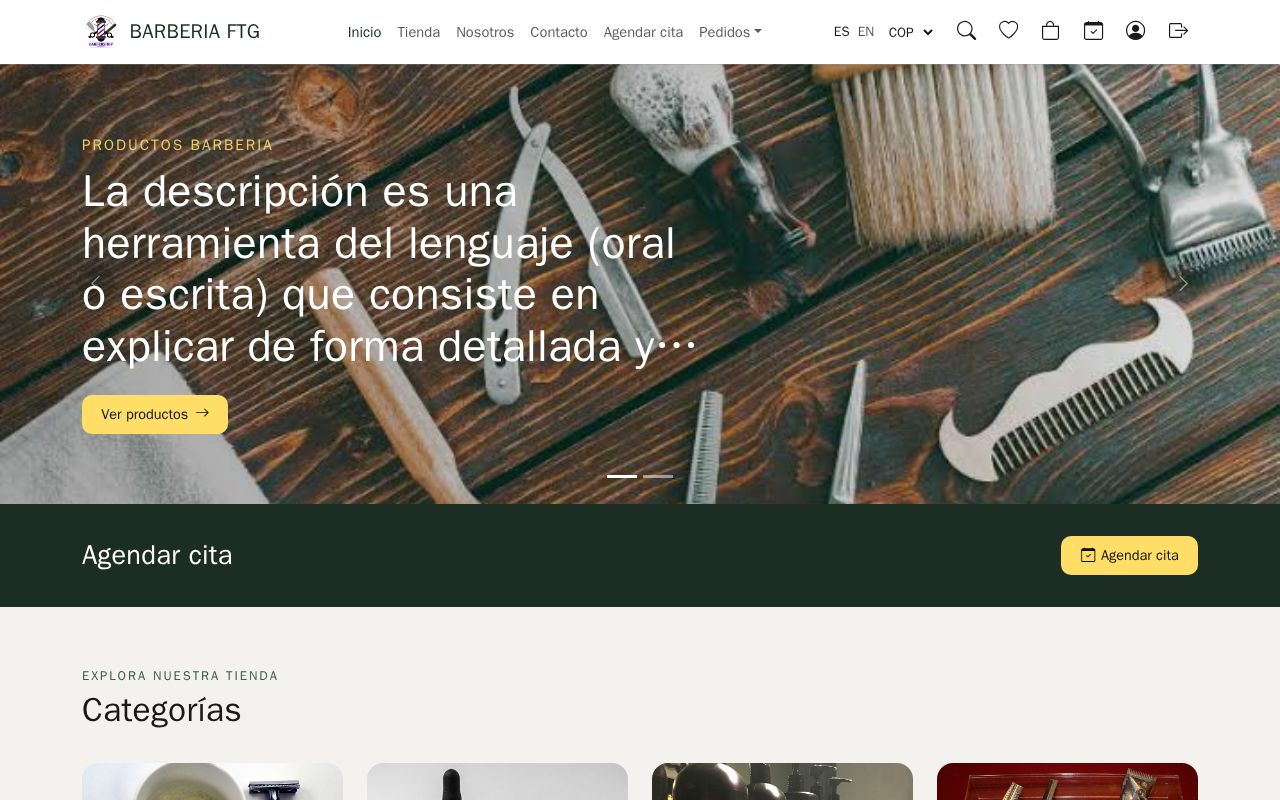 BARBERIA FTG
Inicio Tienda Nosotros Contacto Agendar cita Pedidos
ES EN COP
PRODUCTOS BARBERIA
La descripción es una
herramienta del lenguaje (oral
o escrita) que consiste en
explicar de forma detallada y···
Ver productos
Agendar cita
Agendar cita
EXPLORA NUESTRA TIENDA
Categorías